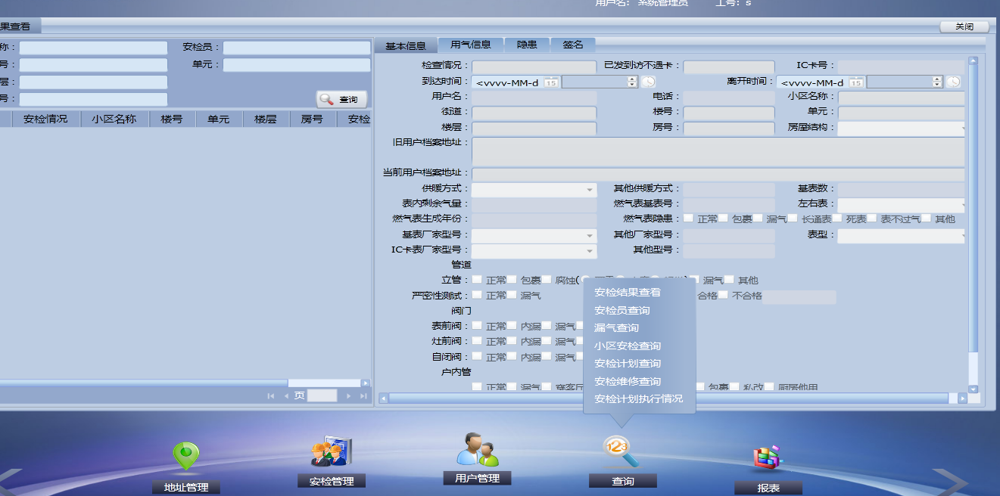 用户名: 系统管理员 工号: s
果查看
关闭
称: 安检员:
号: 单元:
层:
号: 查询
安检情况 小区名称 楼号 单元 楼层 房号 安检
页
基本信息 用气信息 隐患 签名
检查情况: 已发到访不遇卡: IC卡号:
到达时间: <yyyy-MM-d 15 离开时间: <yyyy-MM-d 15
用户名: 电话: 小区名称:
街道: 楼号: 单元:
楼层: 房号: 房屋结构:
旧用户档案地址:
当前用户档案地址:
供暖方式: 其他供暖方式: 基表数:
表内剩余气量: 燃气表基表号: 左右表:
燃气表生成年份: 燃气表隐患: 正常 包裹 漏气 长通表 死表 表不过气 其他
基表厂家型号: 其他厂家型号: 表型:
IC卡表厂家型号: 其他型号:
管道
立管: 正常 包裹 腐蚀( 漏气 其他
严密性测试: 正常 漏气 合格 不合格
阀门
表前阀: 正常 内漏 漏气
灶前阀: 正常 内漏 漏气
自闭阀: 正常 内漏 漏气
户内管
正常 漏气 穿客厅 包裹 私改 厨房他用
安检结果查看
安检员查询
漏气查询
小区安检查询
安检计划查询
安检维修查询
安检计划执行情况
地址管理 安检管理 用户管理 查询 报表
123